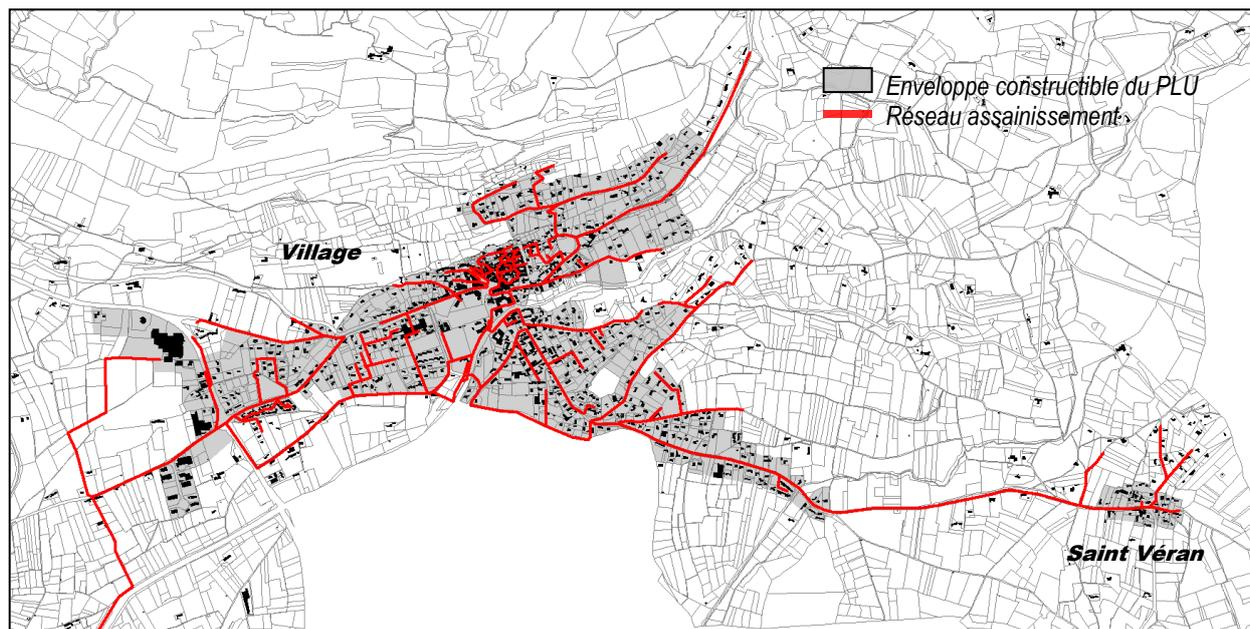 Enveloppe constructible du PLU
Réseau assainissement
Village
Saint Véran